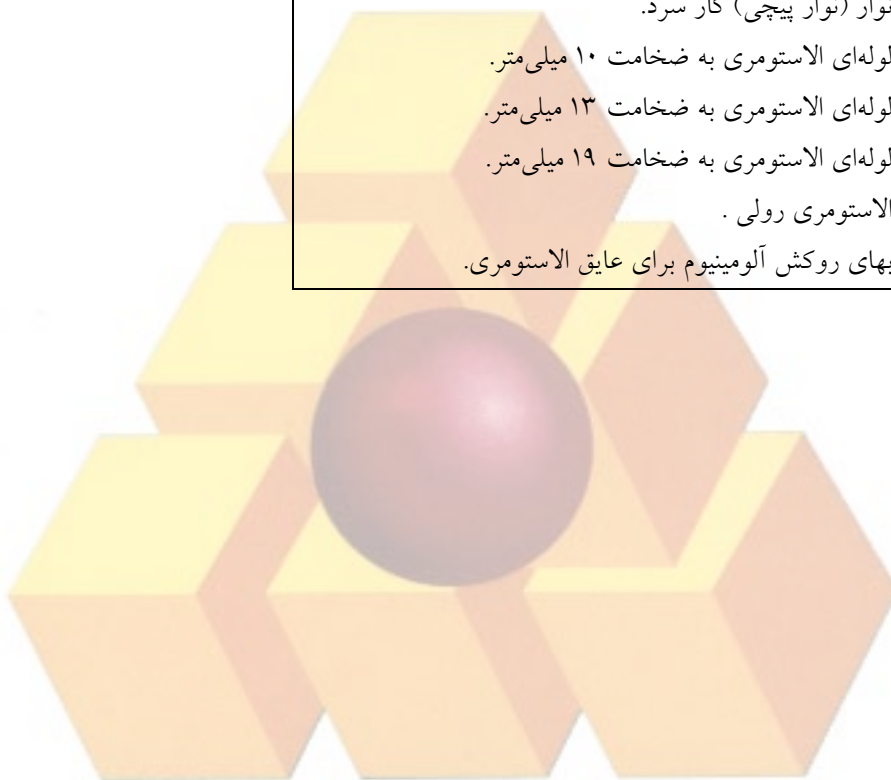 نوار (نوار پیچی) کار سرد.
لوله‌ای الاستومری به ضخامت ۱۰ میلی‌متر.
لوله‌ای الاستومری به ضخامت ۱۳ میلی‌متر.
لوله‌ای الاستومری به ضخامت ۱۹ میلی‌متر.
الاستومری رولی .
بهای روکش آلومینیوم برای عایق الاستومری.